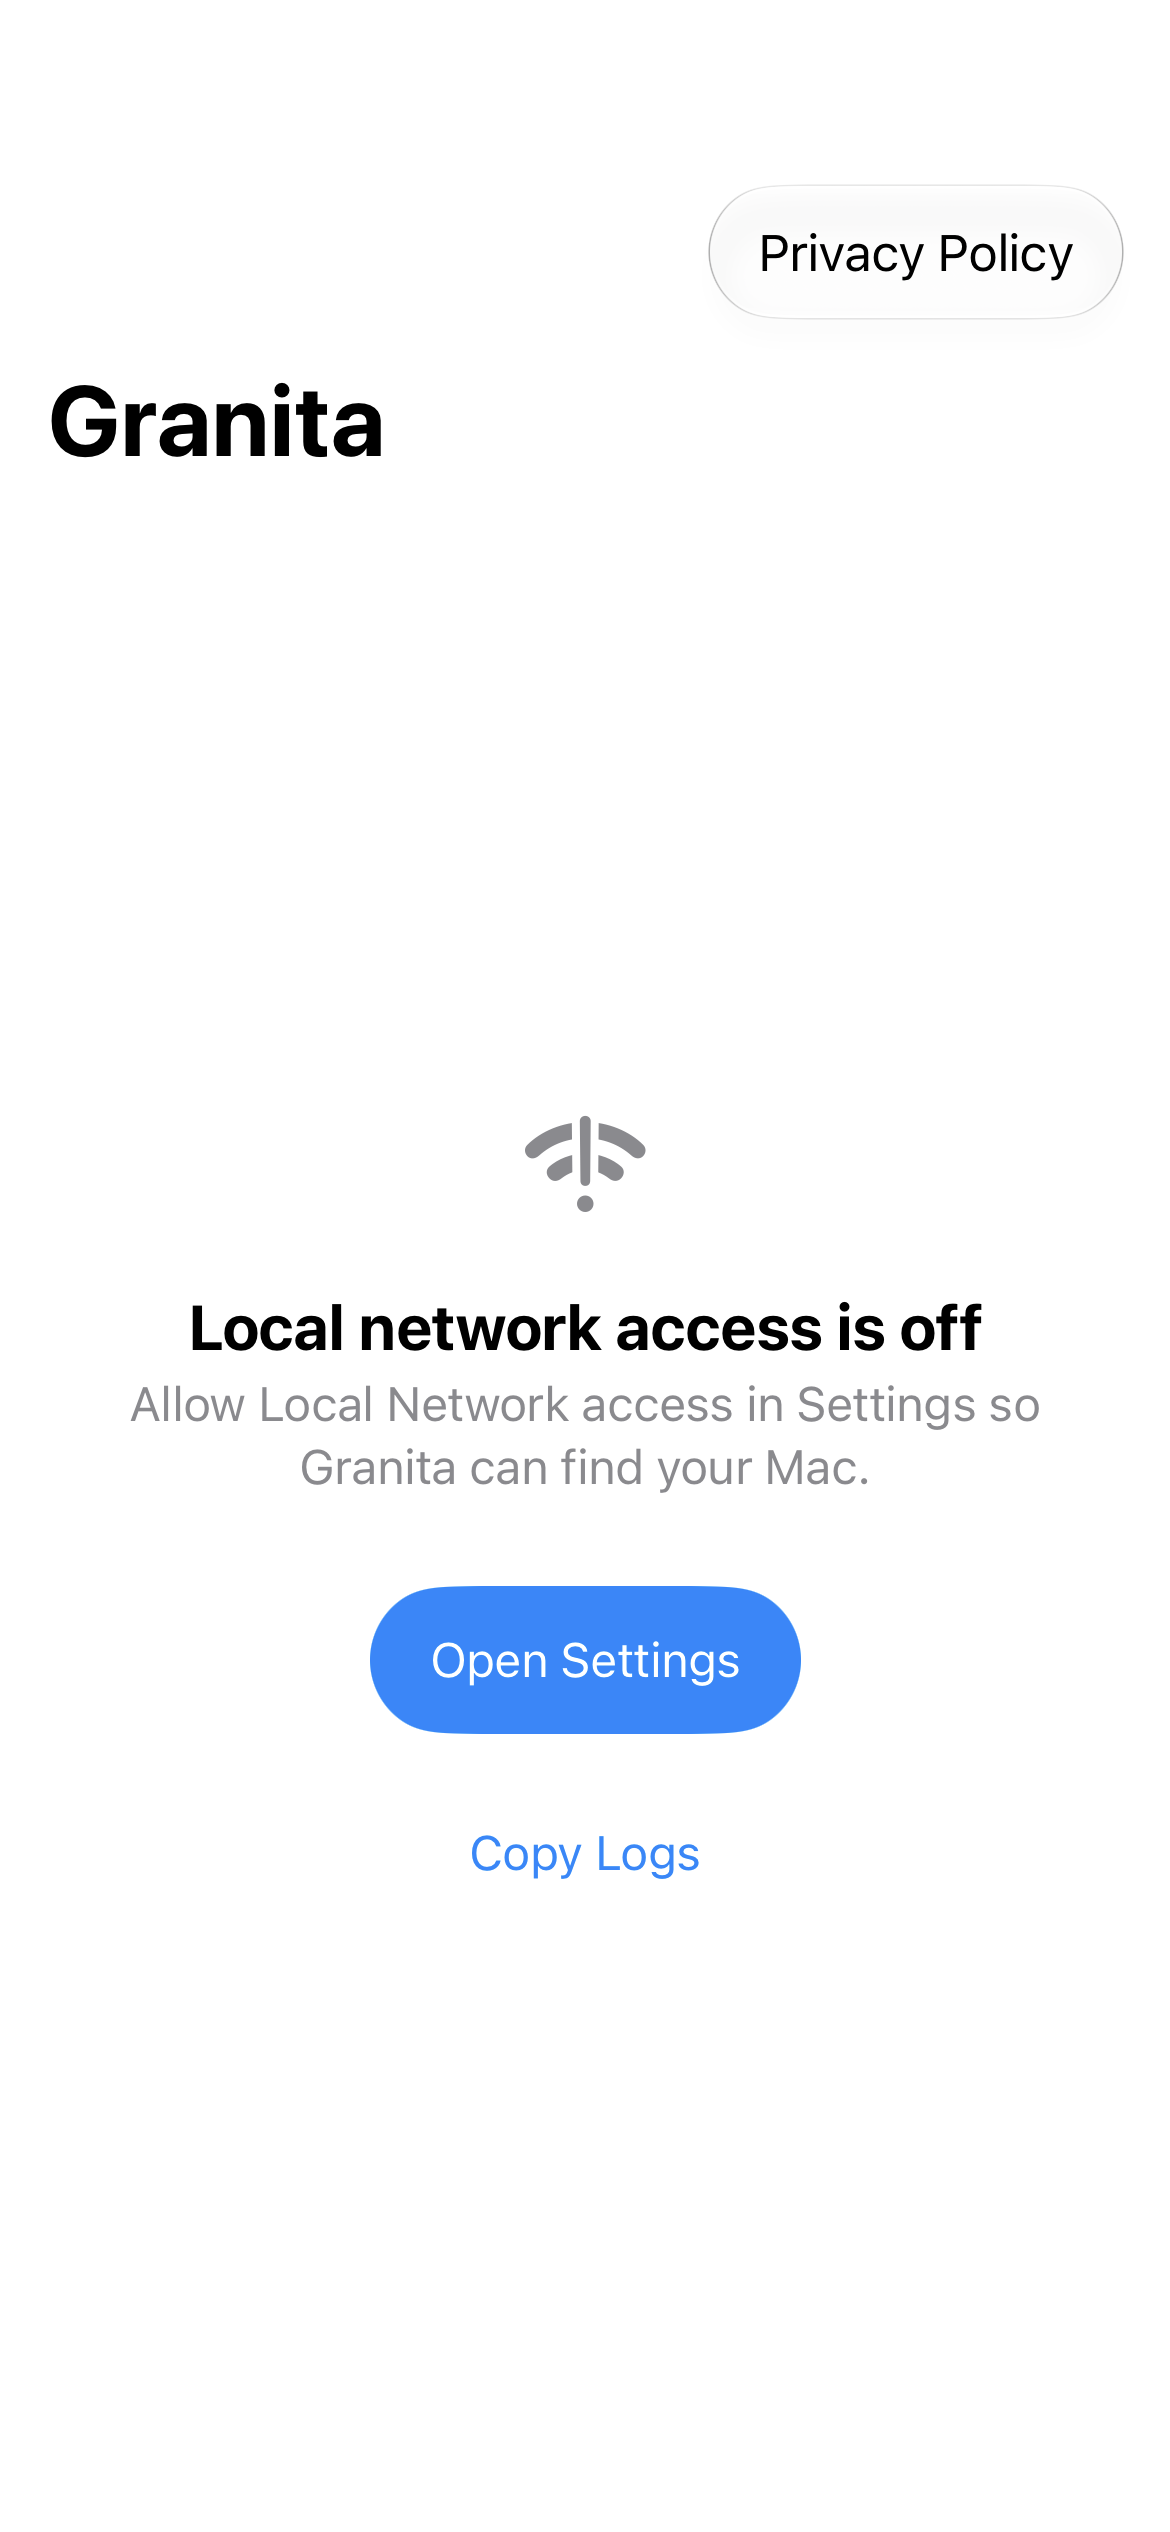 Privacy Policy
Granita
Local network access is off
Allow Local Network access in Settings so
Granita can find your Mac.
Open Settings
Copy Logs